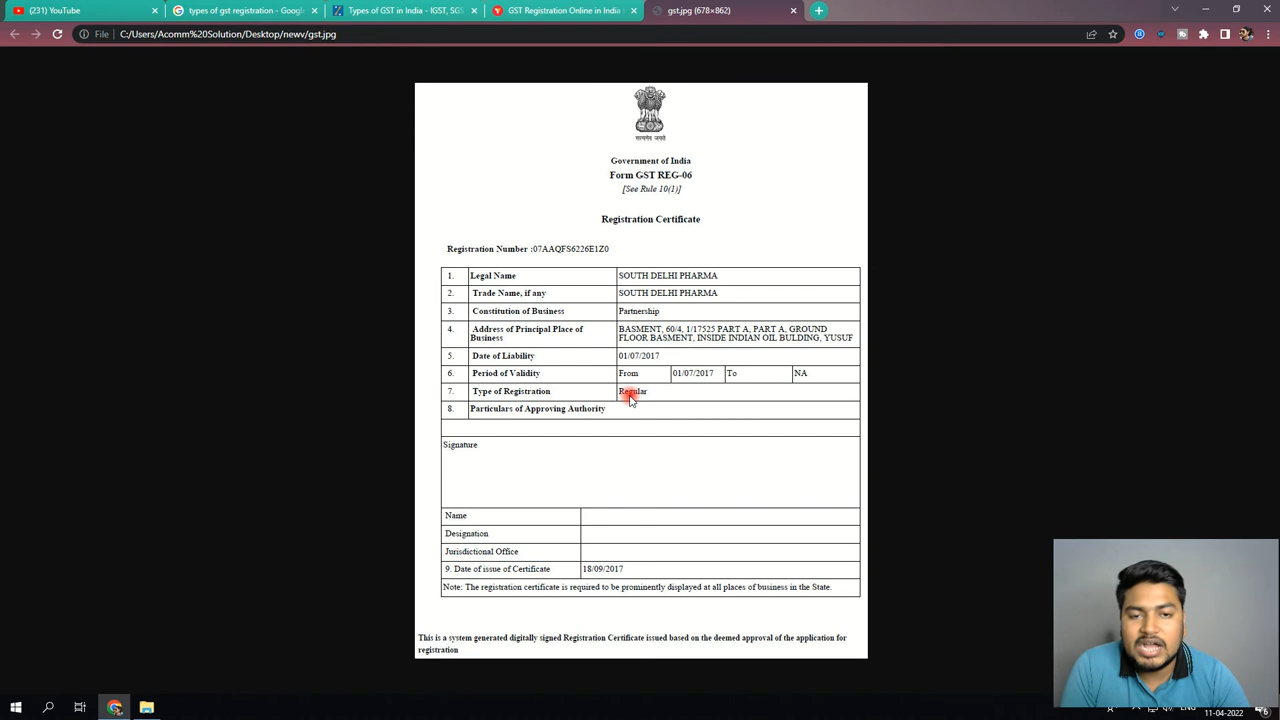 (231) YouTube
types of gst registration - Google
Types of GST in India - IGST, SGS
GST Registration Online in India
gst.jpg (678×862)
File
C:/Users/Acomm%20Solution/Desktop/newv/gst.jpg
सत्यमेव जयते
Government of India
Form GST REG-06
[See Rule 10(1)]
Registration Certificate
Registration Number :07AAQFS6226E1Z0
1. Legal Name SOUTH DELHI PHARMA
2. Trade Name, if any SOUTH DELHI PHARMA
3. Constitution of Business Partnership
4. Address of Principal Place of Business BASMENT, 60/4, 1/17525 PART A, PART A, GROUND
FLOOR BASMENT, INSIDE INDIAN OIL BULDING, YUSUF
5. Date of Liability 01/07/2017
6. Period of Validity From 01/07/2017 To NA
7. Type of Registration Regular
8. Particulars of Approving Authority
Signature
Name
Designation
Jurisdictional Office
9. Date of issue of Certificate 18/09/2017
Note: The registration certificate is required to be prominently displayed at all places of business in the State.
This is a system generated digitally signed Registration Certificate issued based on the deemed approval of the application for
registration
ENG
11-04-2022